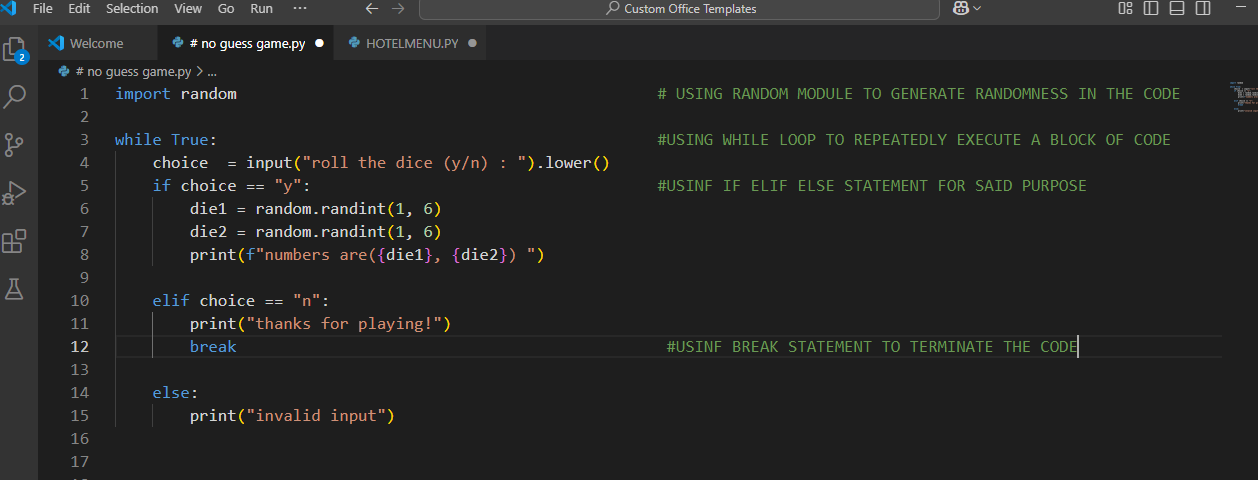 File Edit Selection View Go Run ··· ← → Custom Office Templates
Welcome # no guess game.py ● HOTELMENU.PY ●
2
# no guess game.py > ...
1 import random # USING RANDOM MODULE TO GENERATE RANDOMNESS IN THE CODE
2
3 while True: #USING WHILE LOOP TO REPEATEDLY EXECUTE A BLOCK OF CODE
4 choice  = input("roll the dice (y/n) : ").lower()
5 if choice == "y": #USINF IF ELIF ELSE STATEMENT FOR SAID PURPOSE
6 die1 = random.randint(1, 6)
7 die2 = random.randint(1, 6)
8 print(f"numbers are({die1}, {die2}) ")
9
10 elif choice == "n":
11 print("thanks for playing!")
12 break #USINF BREAK STATEMENT TO TERMINATE THE CODE
13
14 else:
15 print("invalid input")
16
17